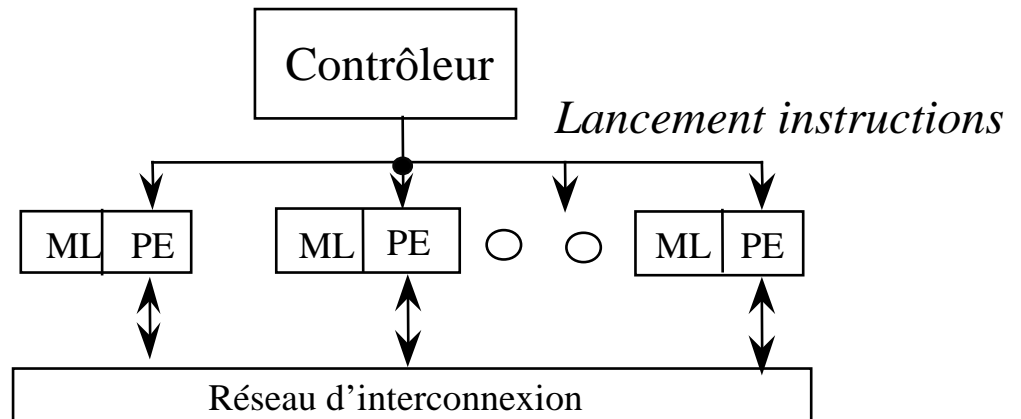 Contrôleur
Lancement instructions
ML PE ML PE ML PE
Réseau d’interconnexion